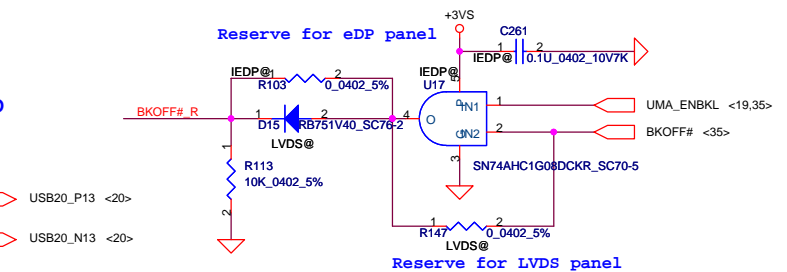 +3VS
Reserve for eDP panel
C261
1 2
IEDP@ 0.1U_0402_10V7K
IEDP@ IEDP@
1 2 5 U17
R103 0_0402_5%
P
IN1 1 UMA_ENBKL <19,35>
BKOFF#_R 1 2 4 O
D15 RB751V40_SC76-2
IN2 2 BKOFF# <35>
G
LVDS@
1 3
R113 SN74AHC1G08DCKR_SC70-5
10K_0402_5%
USB20_P13 <20>
2
1 2
R147 0_0402_5%
USB20_N13 <20>
LVDS@
Reserve for LVDS panel